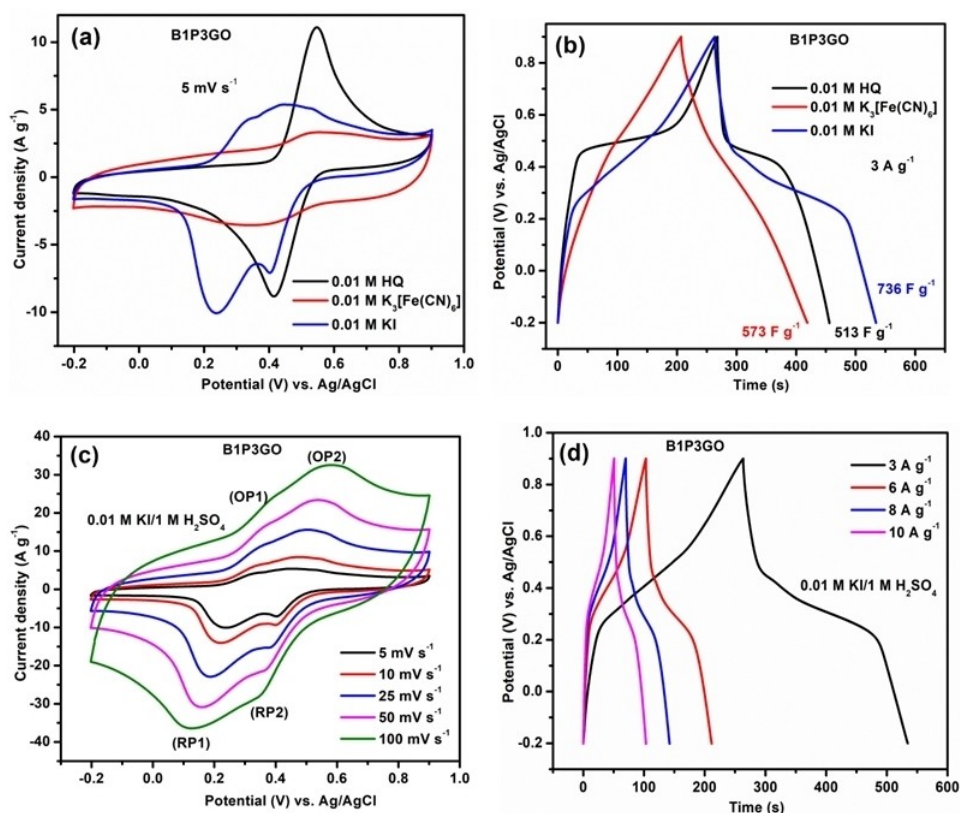 (a)
B1P3GO
5 mV s⁻¹
10
5
0
-5
-10
Current density (A g⁻¹)
0.01 M HQ
0.01 M K₃[Fe(CN)₆]
0.01 M KI
-0.2 0.0 0.2 0.4 0.6 0.8 1.0
Potential (V) vs. Ag/AgCl
(b)
B1P3GO
0.01 M HQ
0.01 M K₃[Fe(CN)₆]
0.01 M KI
3 A g⁻¹
0.8
0.6
0.4
0.2
0.0
-0.2
Potential (V) vs. Ag/AgCl
736 F g⁻¹
573 F g⁻¹ 513 F g⁻¹
0 100 200 300 400 500 600
Time (s)
(c)
B1P3GO
(OP1)
(OP2)
0.01 M KI/1 M H₂SO₄
40
30
20
10
0
-10
-20
-30
-40
Current density (A g⁻¹)
5 mV s⁻¹
10 mV s⁻¹
25 mV s⁻¹
50 mV s⁻¹
100 mV s⁻¹
(RP2)
(RP1)
-0.2 0.0 0.2 0.4 0.6 0.8 1.0
Potential (V) vs. Ag/AgCl
(d)
B1P3GO
3 A g⁻¹
6 A g⁻¹
8 A g⁻¹
10 A g⁻¹
0.01 M KI/1 M H₂SO₄
1.0
0.8
0.6
0.4
0.2
0.0
-0.2
Potential (V) vs. Ag/AgCl
0 100 200 300 400 500 600
Time (s)